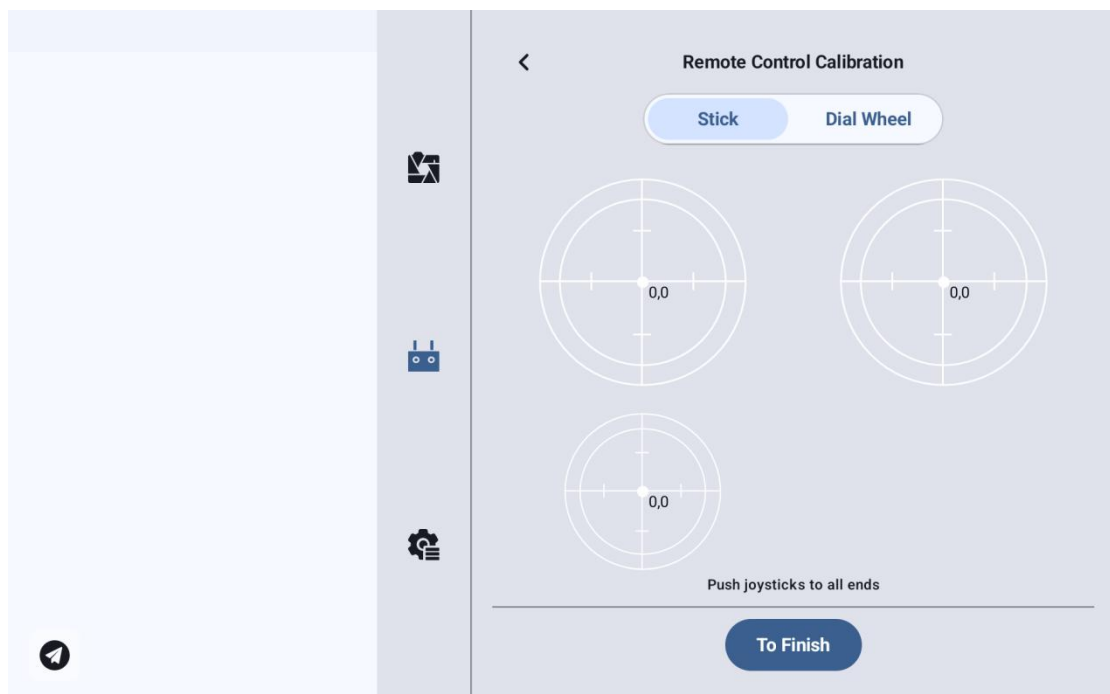 Remote Control Calibration
Stick Dial Wheel
0,0 0,0
0,0
Push joysticks to all ends
To Finish